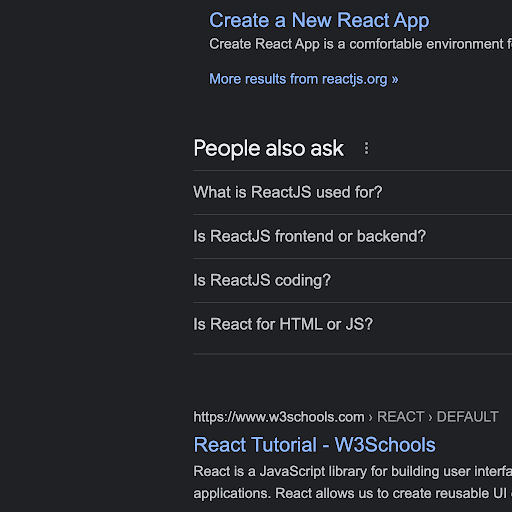 Create a New React App
Create React App is a comfortable environment f
More results from reactjs.org »
People also ask
What is ReactJS used for?
Is ReactJS frontend or backend?
Is ReactJS coding?
Is React for HTML or JS?
https://www.w3schools.com › REACT › DEFAULT
React Tutorial - W3Schools
React is a JavaScript library for building user interfa
applications. React allows us to create reusable UI